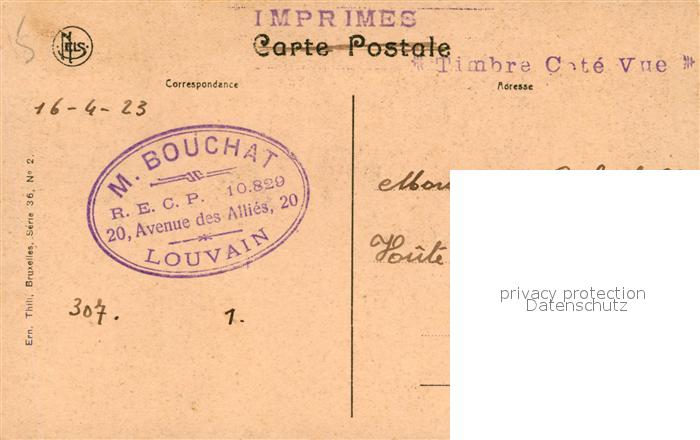 IMPRIMES
NELS
Carte Postale
* Timbre Coté Vue *
Correspondance
Adresse
16-4-23
M. BOUCHAT
R. E. C. P. 10.829
20, Avenue des Alliés, 20
LOUVAIN
307. 1.
Ern. Thill, Bruxelles, Série 36, No 2.
privacy protection
Datenschutz